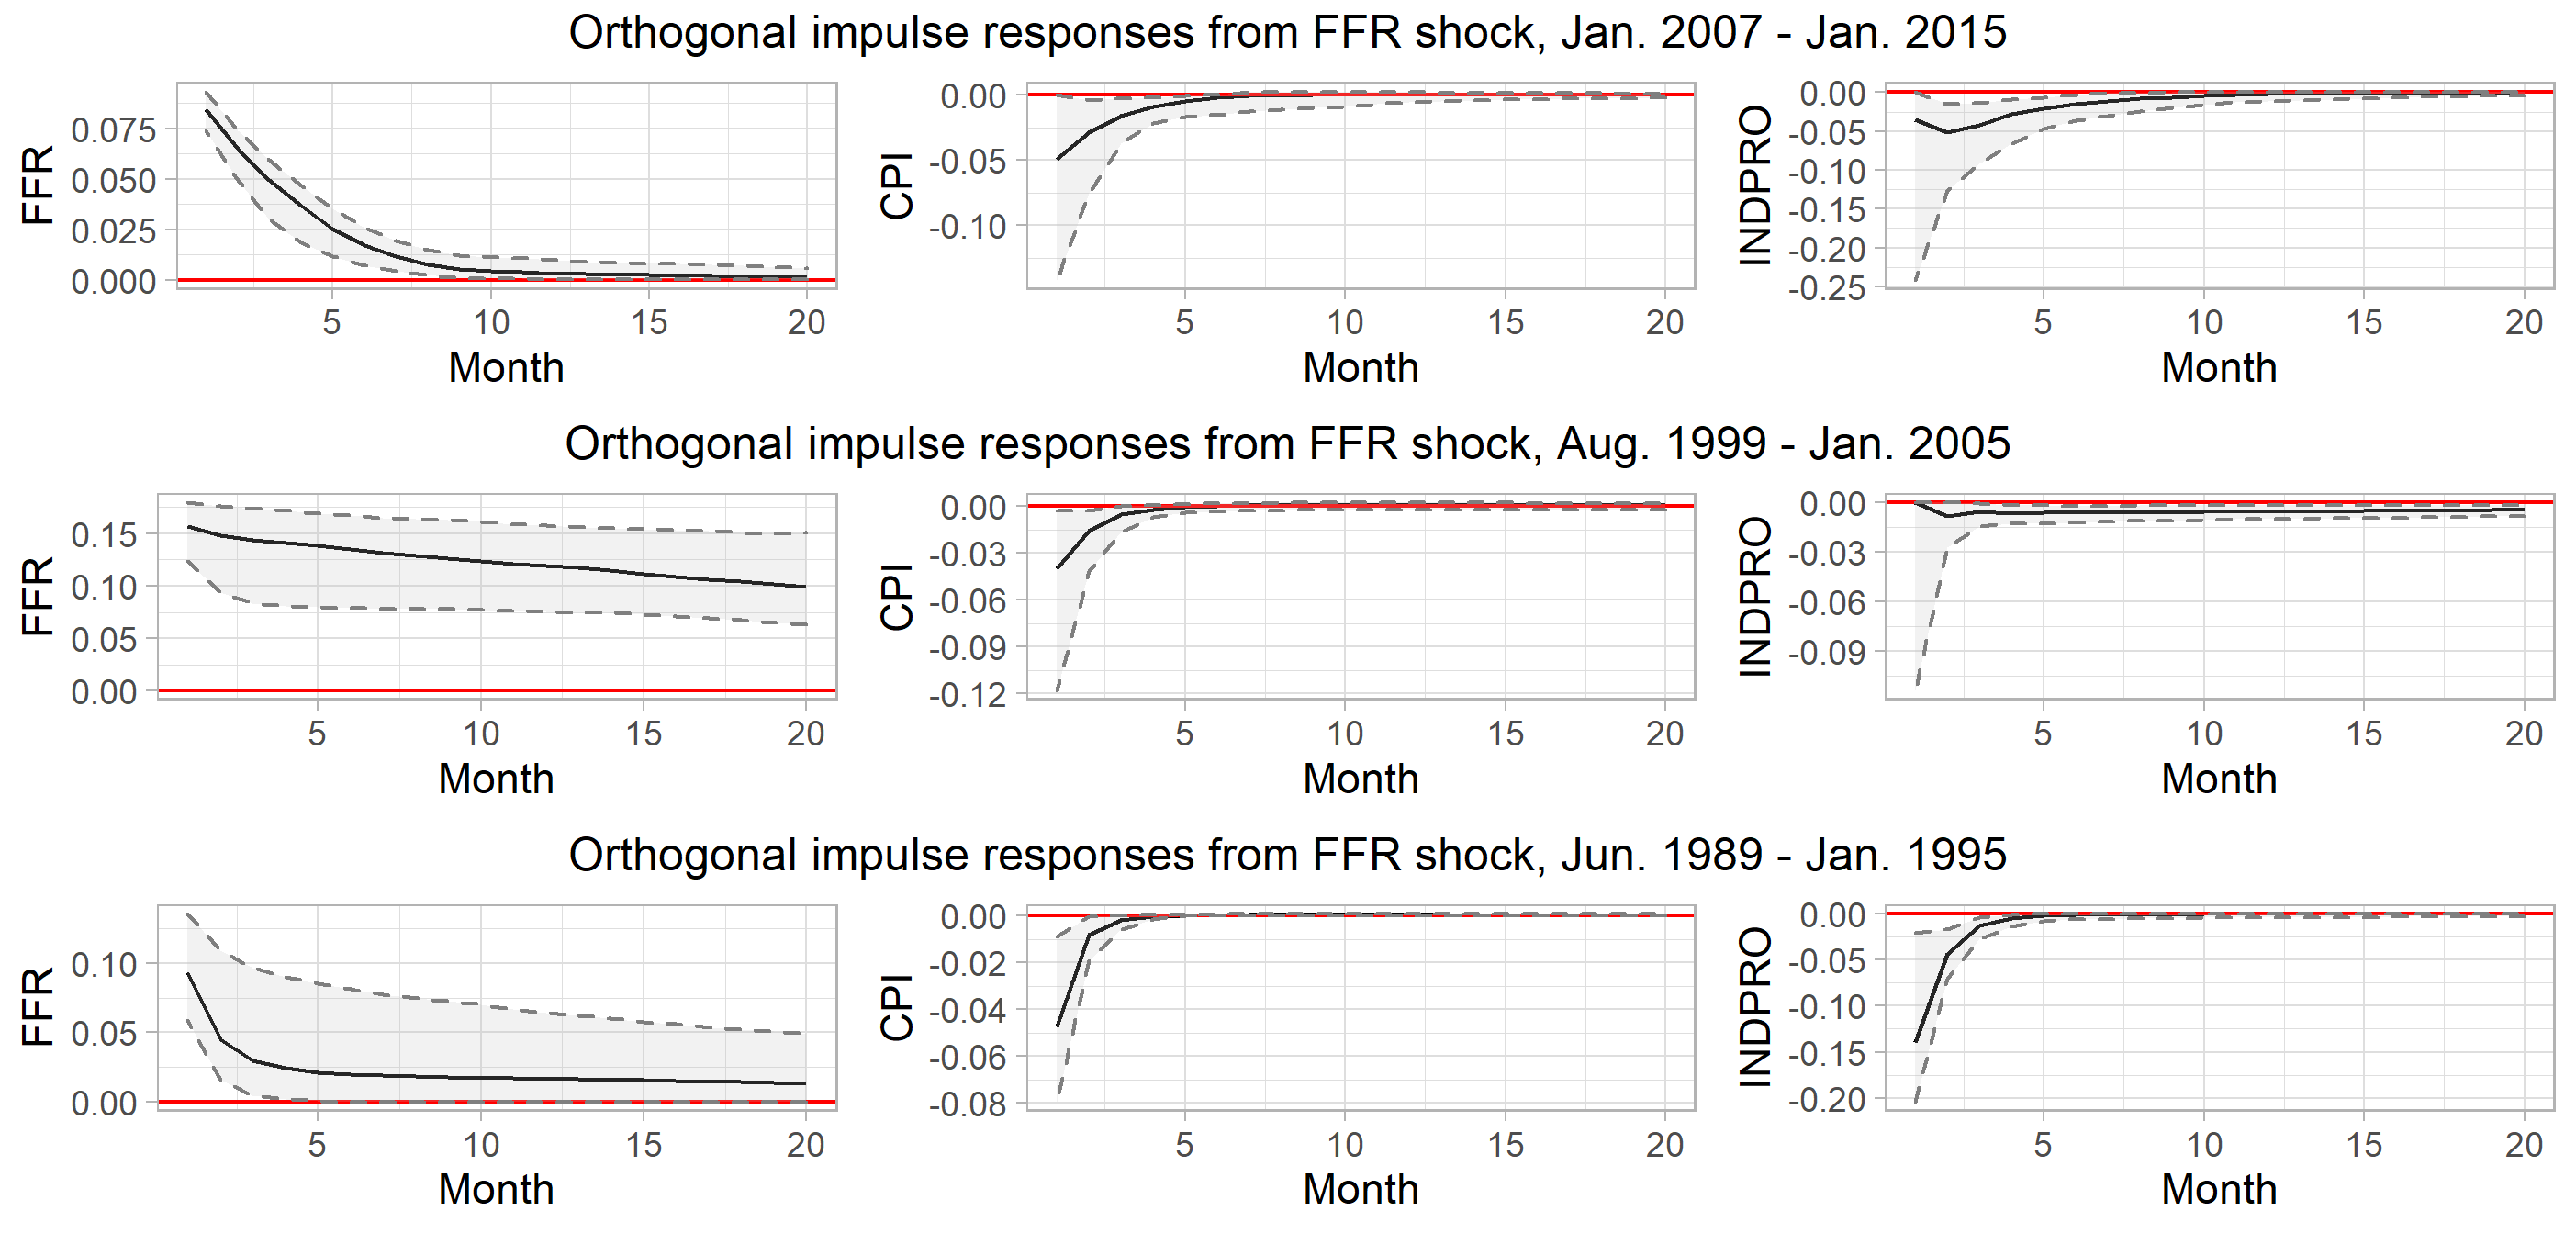 Orthogonal impulse responses from FFR shock, Jan. 2007 - Jan. 2015
FFR
0.075
0.050
0.025
0.000
5 10 15 20
Month
CPI
0.00
-0.05
-0.10
5 10 15 20
Month
INDPRO
0.00
-0.05
-0.10
-0.15
-0.20
-0.25
5 10 15 20
Month
Orthogonal impulse responses from FFR shock, Aug. 1999 - Jan. 2005
FFR
0.15
0.10
0.05
0.00
5 10 15 20
Month
CPI
0.00
-0.03
-0.06
-0.09
-0.12
5 10 15 20
Month
INDPRO
0.00
-0.03
-0.06
-0.09
5 10 15 20
Month
Orthogonal impulse responses from FFR shock, Jun. 1989 - Jan. 1995
FFR
0.10
0.05
0.00
5 10 15 20
Month
CPI
0.00
-0.02
-0.04
-0.06
-0.08
5 10 15 20
Month
INDPRO
0.00
-0.05
-0.10
-0.15
-0.20
5 10 15 20
Month